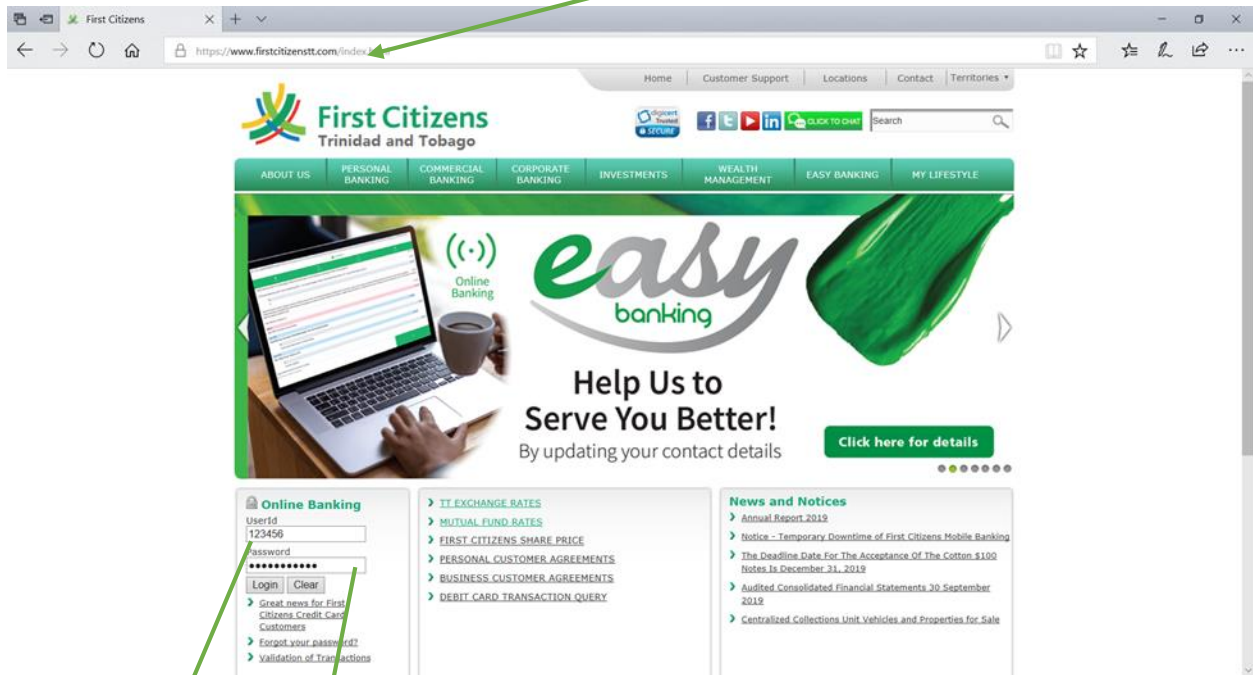 First Citizens
https://www.firstcitizenstt.com/index
Home Customer Support Locations Contact Territories
First Citizens
Trinidad and Tobago
digicert
Trusted
SECURE
CLICK TO CHAT
Search
ABOUT US
PERSONAL
BANKING
COMMERCIAL
BANKING
CORPORATE
BANKING
INVESTMENTS
WEALTH
MANAGEMENT
EASY BANKING
MY LIFESTYLE
Online
Banking
easy
banking
Help Us to
Serve You Better!
By updating your contact details
Click here for details
Online Banking
UserId
123456
Password
Login Clear
Great news for First
Citizens Credit Card
Customers
Forgot your password?
Validation of Transactions
TT EXCHANGE RATES
MUTUAL FUND RATES
FIRST CITIZENS SHARE PRICE
PERSONAL CUSTOMER AGREEMENTS
BUSINESS CUSTOMER AGREEMENTS
DEBIT CARD TRANSACTION QUERY
News and Notices
Annual Report 2019
Notice - Temporary Downtime of First Citizens Mobile Banking
The Deadline Date For The Acceptance Of The Cotton $100
Notes Is December 31, 2019
Audited Consolidated Financial Statements 30 September
2019
Centralized Collections Unit Vehicles and Properties for Sale